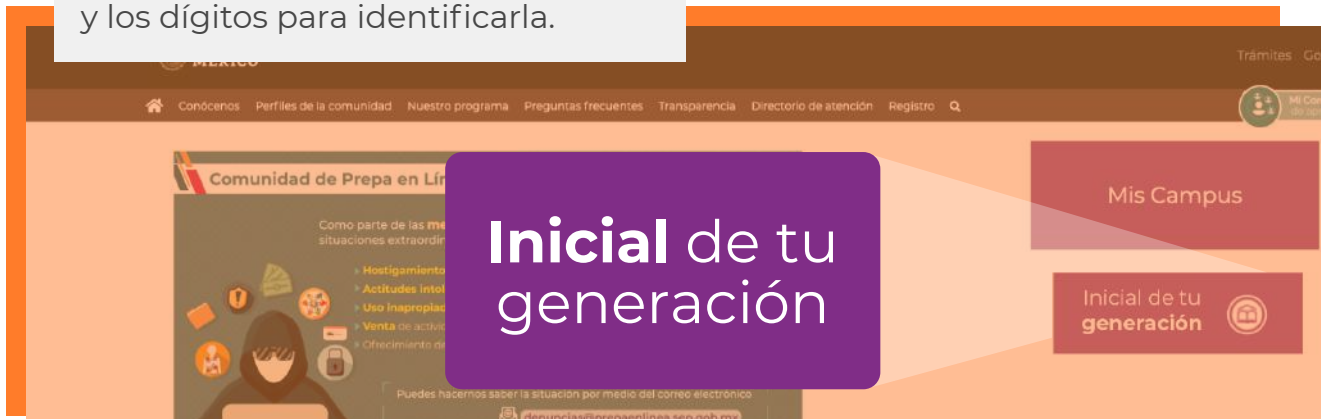 y los dígitos para identificarla.
MÉXICO
Trámites
Conócenos Perfiles de la comunidad Nuestro programa Preguntas frecuentes Transparencia Directorio de atención Registro
Comunidad de Prepa en Lín
Como parte de las
situaciones extraordin
Hostigamiento
Actitudes intol
Uso inapropiad
Venta de activid
Ofrecimiento de
Inicial de tu
generación
Mis Campus
Inicial de tu
generación
Puedes hacernos saber la situación por medio del correo electrónico
denuncias@prepaenlinea.sep.gob.mx